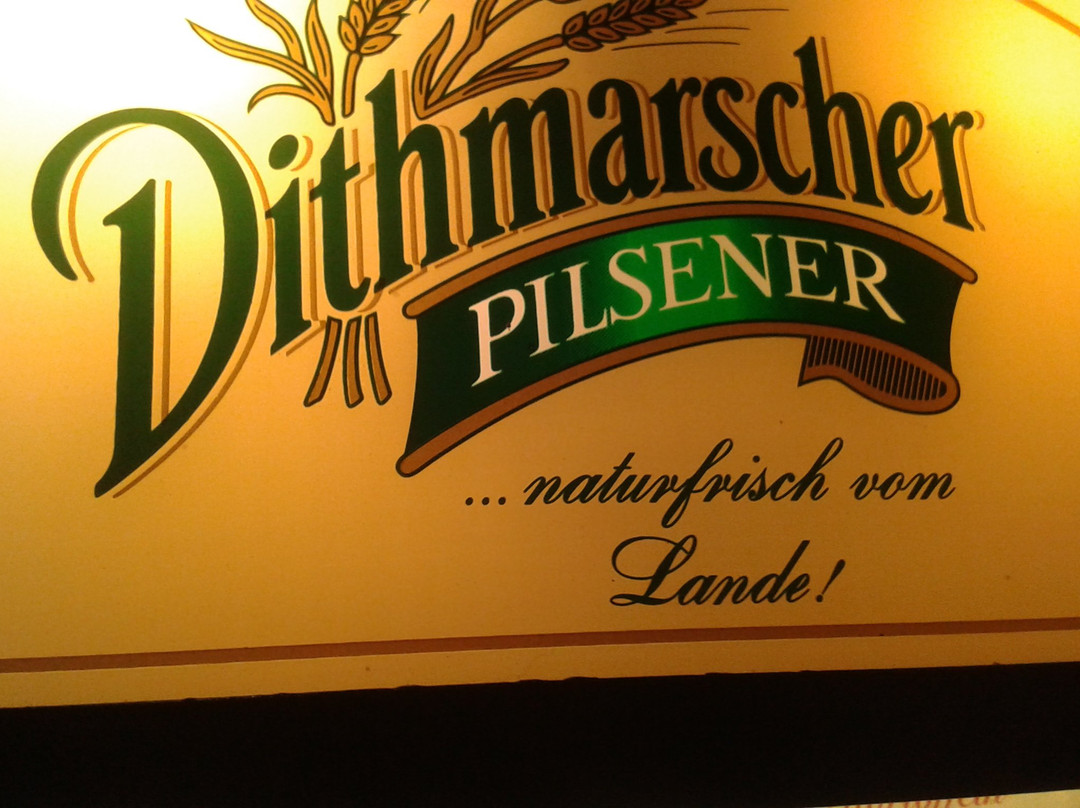 Dithmarscher
PILSENER
... naturfrisch vom
Lande!